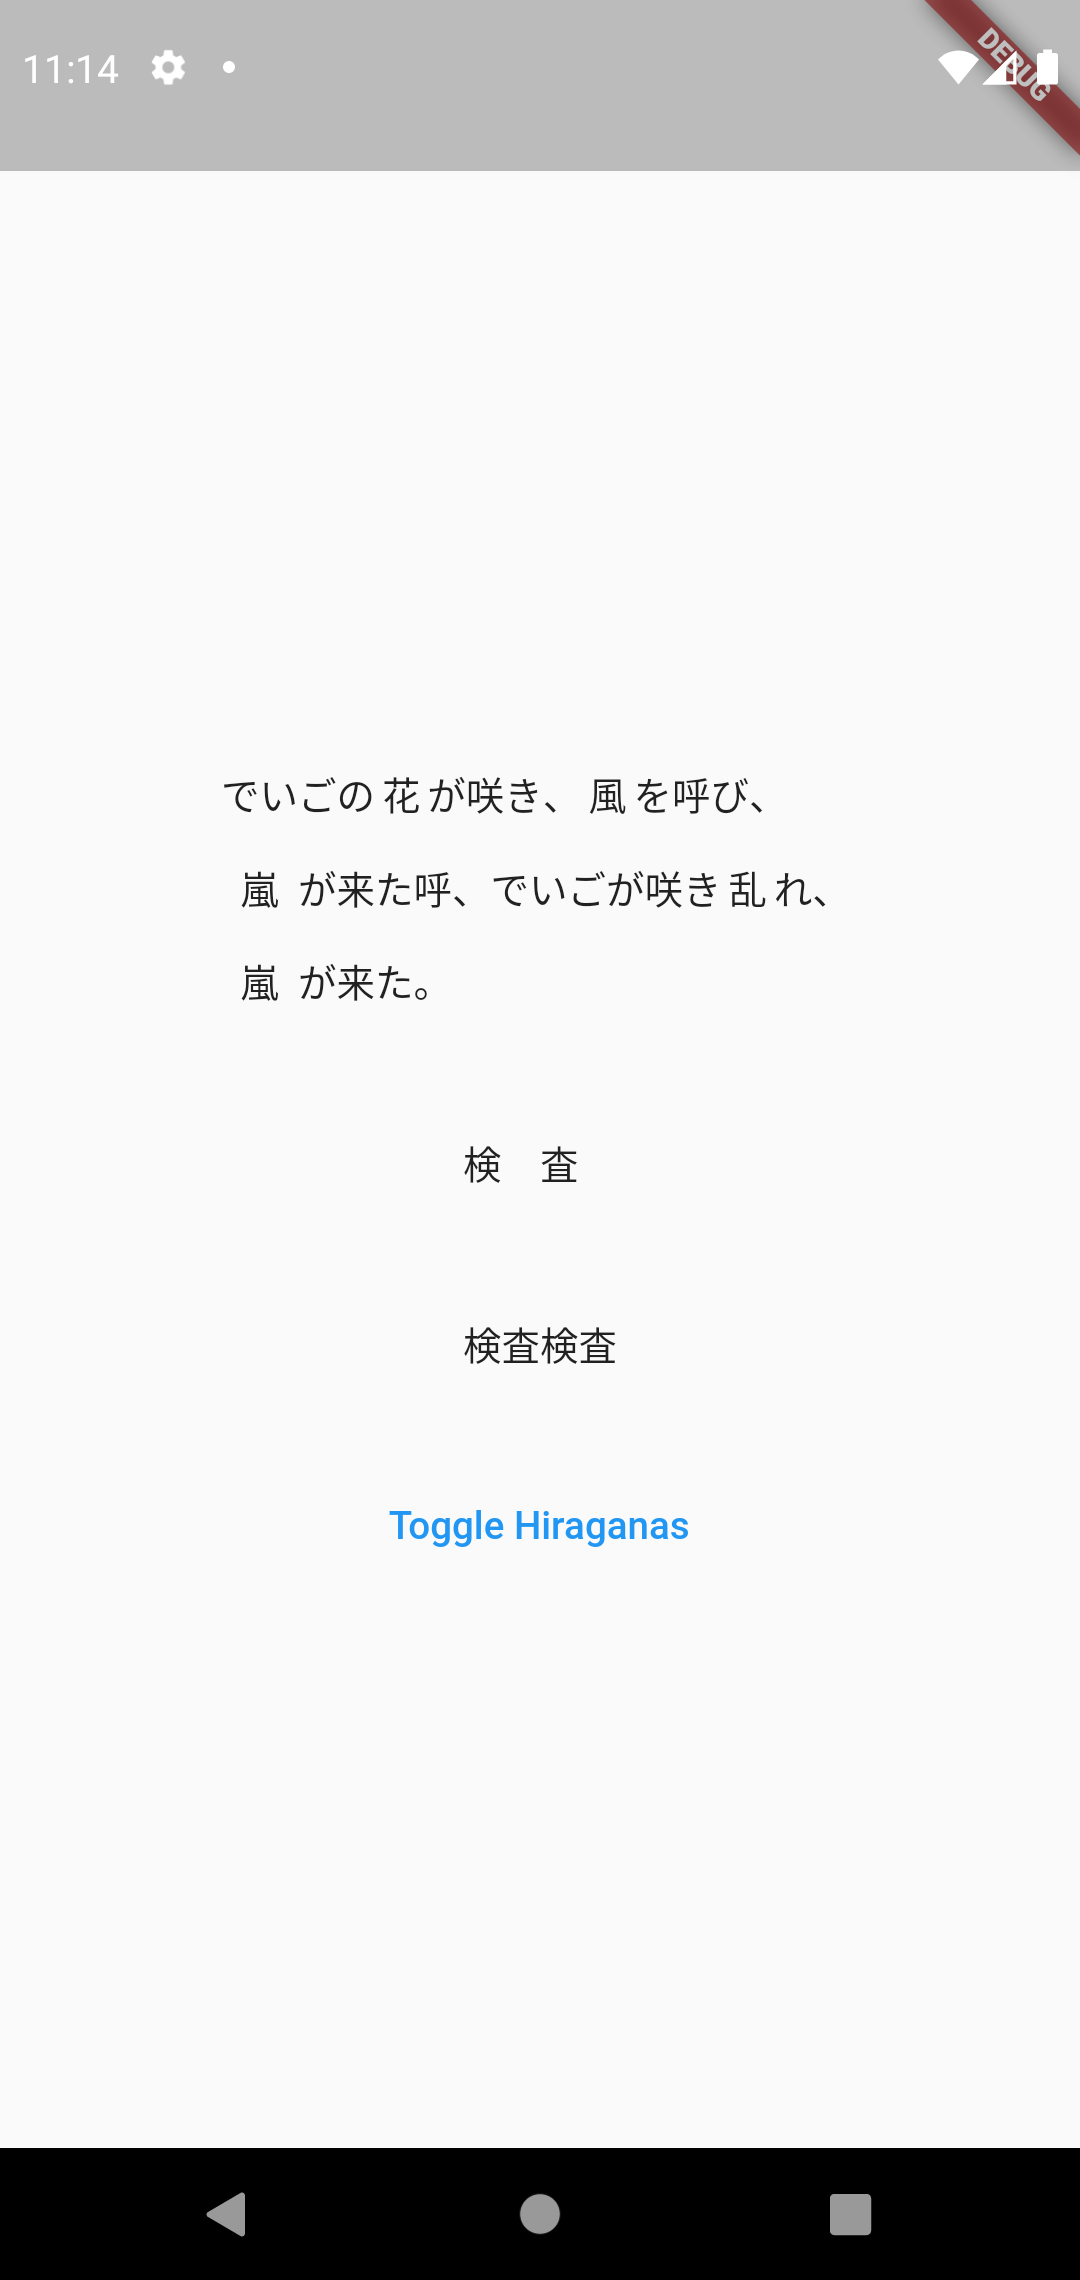 11:14
DEBUG
でいごの花が咲き、風を呼び、
嵐が来た呼、でいごが咲き乱れ、
嵐が来た。
検　査
検査検査
Toggle Hiraganas